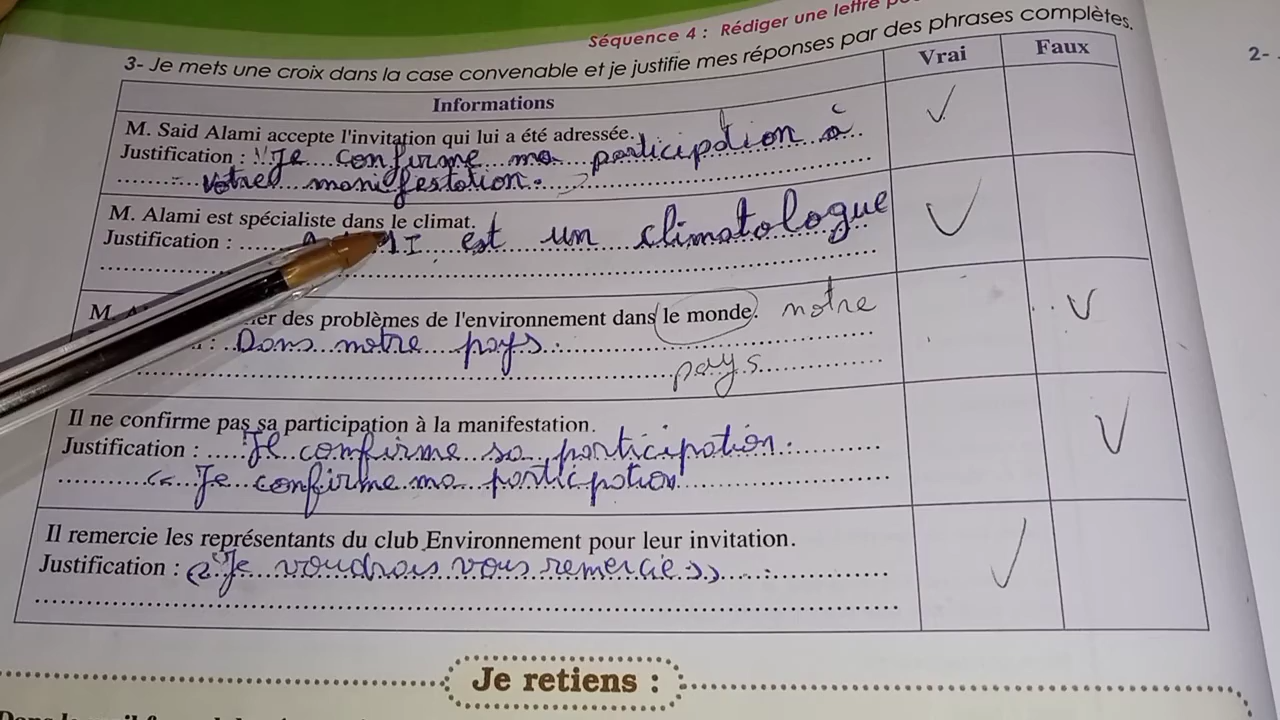 Séquence 4 : Rédiger une lettre
3- Je mets une croix dans la case convenable et je justifie mes réponses par des phrases complètes.
Informations Vrai Faux
2-
M. Said Alami accepte l'invitation qui lui a été adressée.
Justification : "Je confirme ma particiption à
votre manifestation.
M. Alami est spécialiste dans le climat.
Justification : est un climatologue
M. des problèmes de l'environnement dans le monde. notre
Dans notre pays.
pays
Il ne confirme pas sa participation à la manifestation.
Justification : Il confirme sa participation.
<< Je confirme ma participation
Il remercie les représentants du club Environnement pour leur invitation.
Justification : << Je voudrais vous remercie >>
Je retiens :